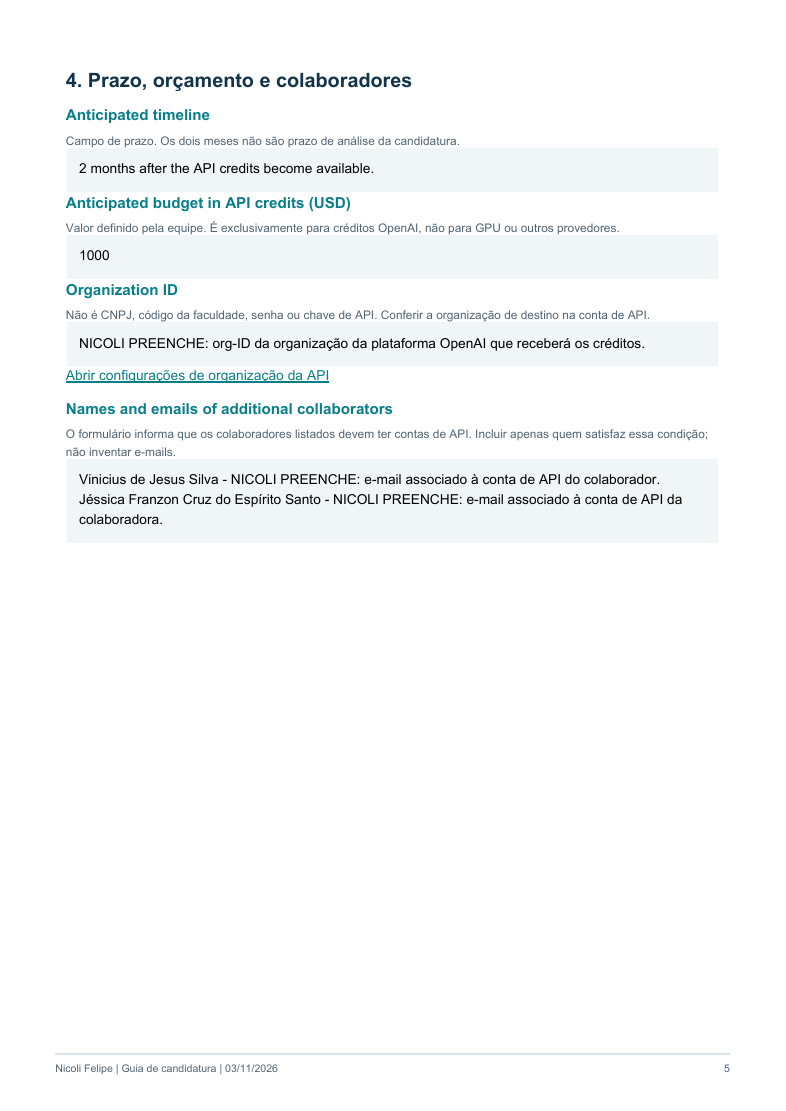 4. Prazo, orçamento e colaboradores
Anticipated timeline
Campo de prazo. Os dois meses não são prazo de análise da candidatura.
2 months after the API credits become available.
Anticipated budget in API credits (USD)
Valor definido pela equipe. É exclusivamente para créditos OpenAI, não para GPU ou outros provedores.
1000
Organization ID
Não é CNPJ, código da faculdade, senha ou chave de API. Conferir a organização de destino na conta de API.
NICOLI PREENCHE: org-ID da organização da plataforma OpenAI que receberá os créditos.
Abrir configurações de organização da API
Names and emails of additional collaborators
O formulário informa que os colaboradores listados devem ter contas de API. Incluir apenas quem satisfaz essa condição;
não inventar e-mails.
Vinicius de Jesus Silva - NICOLI PREENCHE: e-mail associado à conta de API do colaborador.
Jéssica Franzon Cruz do Espírito Santo - NICOLI PREENCHE: e-mail associado à conta de API da
colaboradora.
Nicoli Felipe | Guia de candidatura | 03/11/2026
5